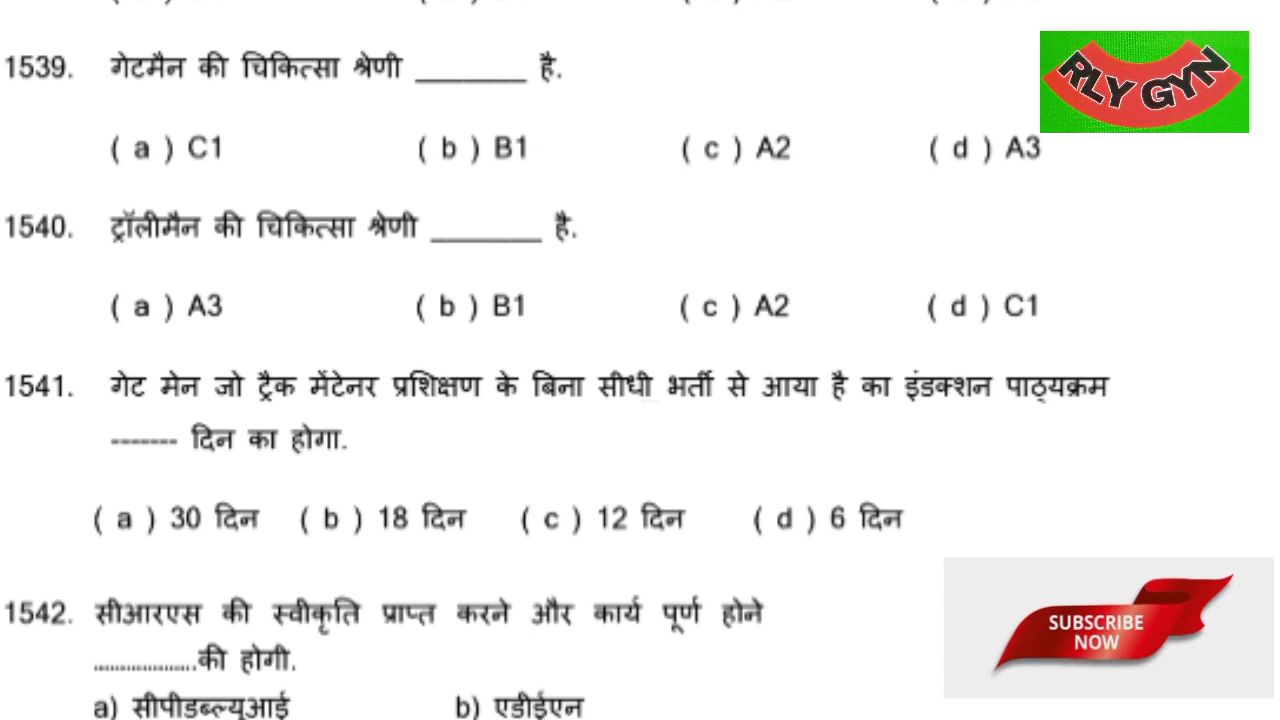 1539. गेटमैन की चिकित्सा श्रेणी ________ है.
( a ) C1 ( b ) B1 ( c ) A2 ( d ) A3
1540. ट्रॉलीमैन की चिकित्सा श्रेणी ________ है.
( a ) A3 ( b ) B1 ( c ) A2 ( d ) C1
1541. गेट मेन जो ट्रैक मेंटेनर प्रशिक्षण के बिना सीधी भर्ती से आया है का इंडक्शन पाठ्यक्रम
------- दिन का होगा.
( a ) 30 दिन ( b ) 18 दिन ( c ) 12 दिन ( d ) 6 दिन
1542. सीआरएस की स्वीकृति प्राप्त करने और कार्य पूर्ण होने
....................की होगी.
a) सीपीडब्ल्यूआई b) एडीईएन
RLY GYN
SUBSCRIBE
NOW